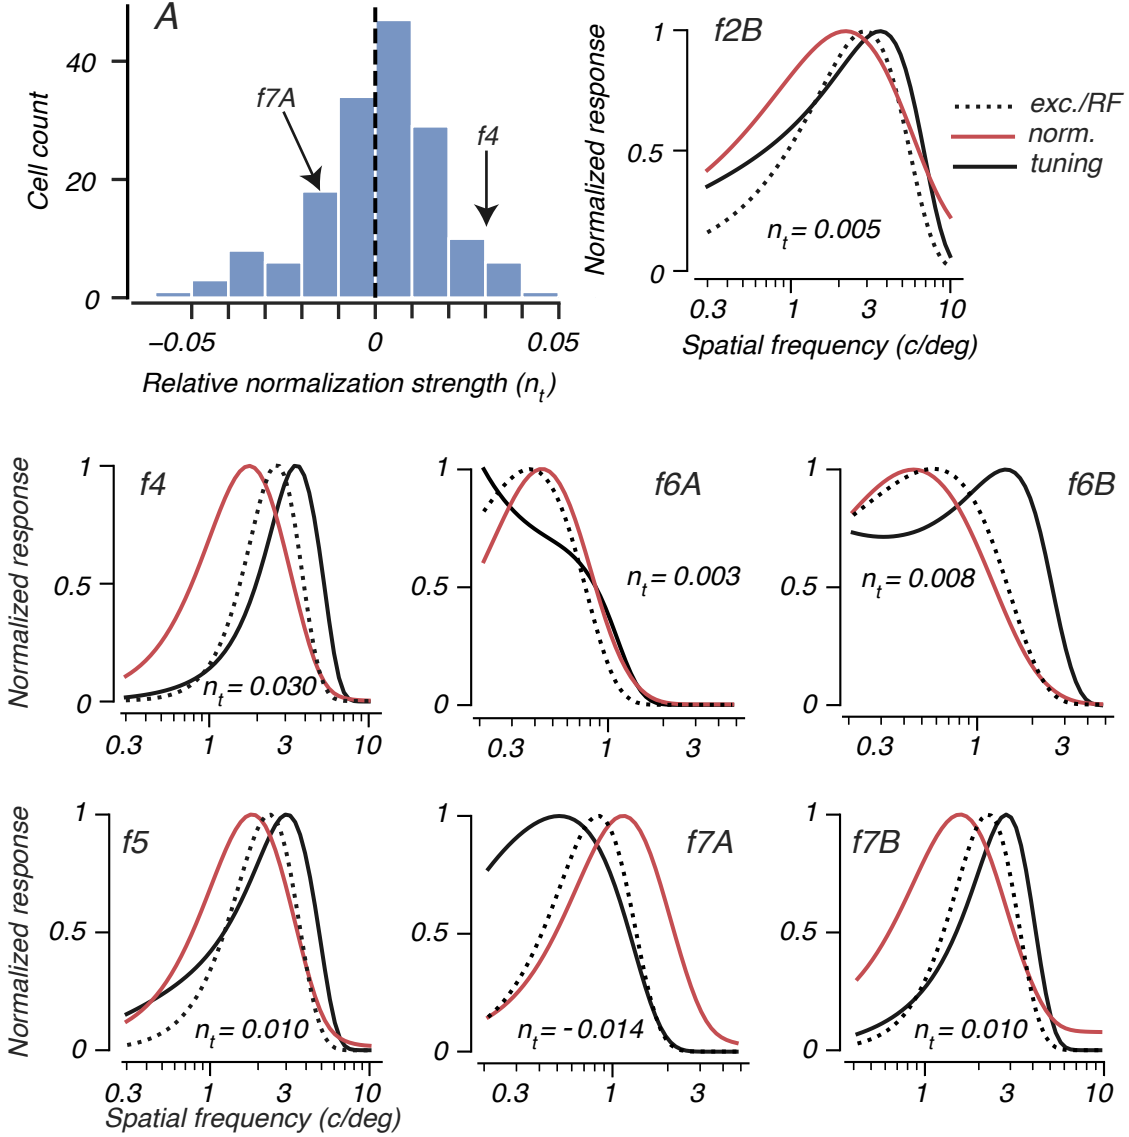 A
Cell count
40
20
0
f7A
f4
−0.05
0
0.05
Relative normalization strength (nt)
f2B
Normalized response
1
0.5
0
nt = 0.005
0.3
1
3
10
Spatial frequency (c/deg)
exc./RF
norm.
tuning
f4
Normalized response
1
0.5
0
nt = 0.030
0.3
1
3
10
f6A
1
0.5
0
nt = 0.003
0.3
1
3
f6B
1
0.5
0
nt = 0.008
0.3
1
3
f5
Normalized response
1
0.5
0
nt = 0.010
0.3
1
3
10
Spatial frequency (c/deg)
f7A
1
0.5
0
nt = - 0.014
0.3
1
3
f7B
1
0.5
0
nt = 0.010
1
3
10